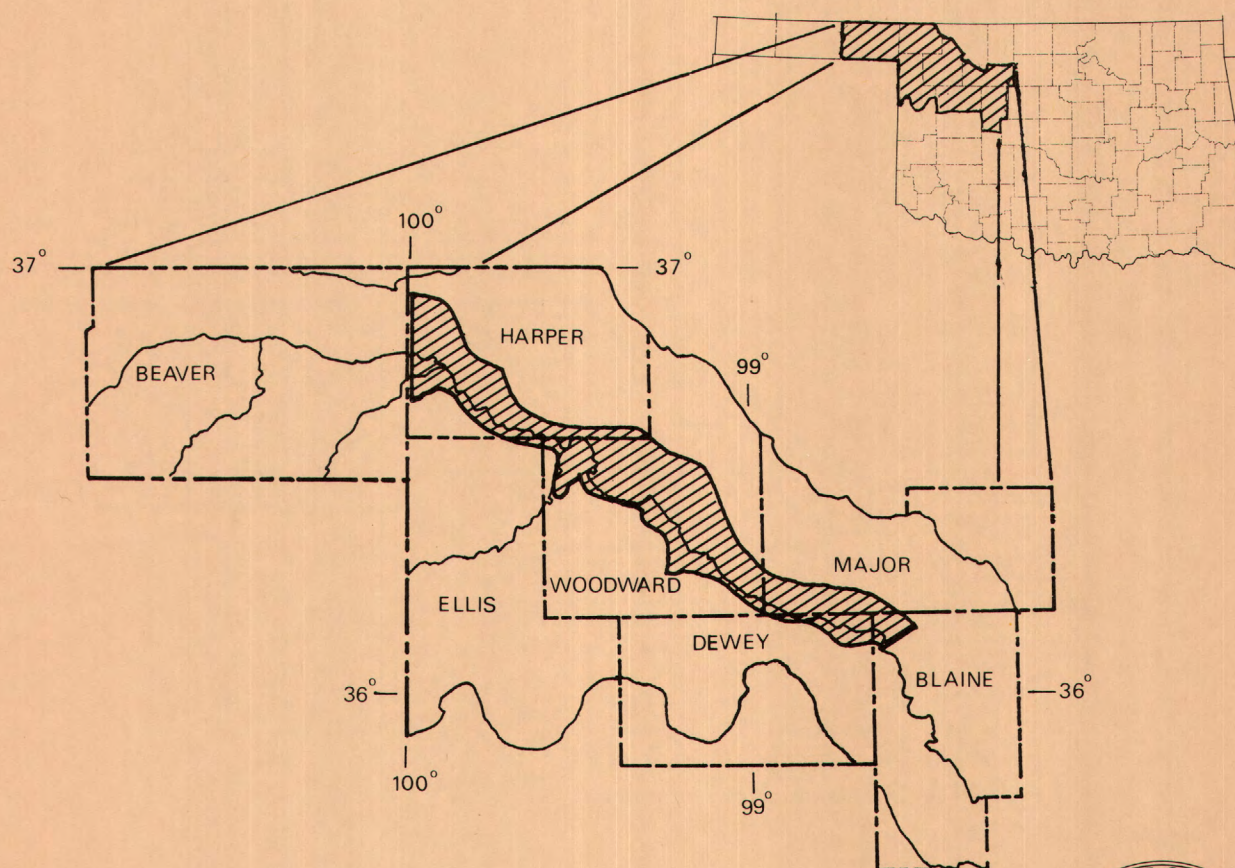 100°
37°
37°
HARPER
99°
BEAVER
MAJOR
WOODWARD
ELLIS
DEWEY
BLAINE
36°
36°
100°
99°